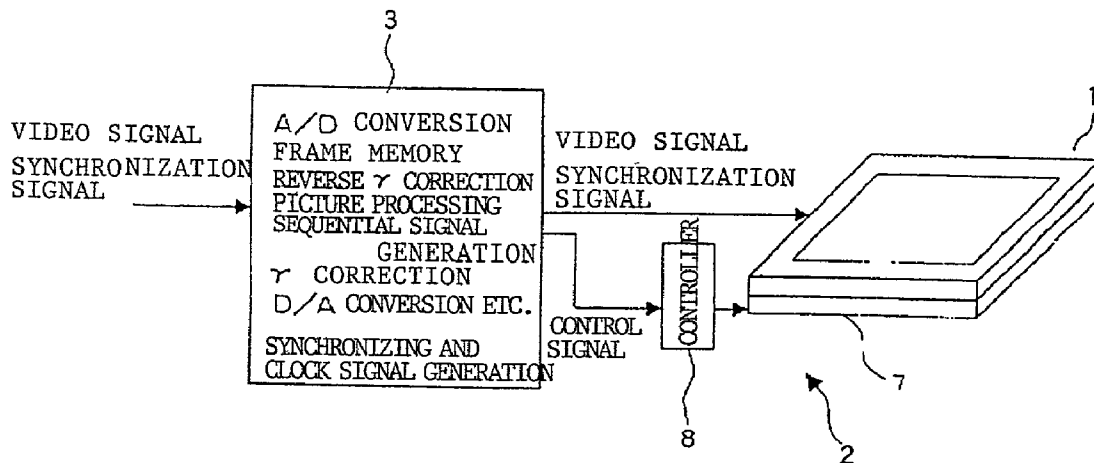 3
1
VIDEO SIGNAL
SYNCHRONIZATION
SIGNAL
A/D CONVERSION
FRAME MEMORY
REVERSE γ CORRECTION
PICTURE PROCESSING
SEQUENTIAL SIGNAL
GENERATION
γ CORRECTION
D/A CONVERSION ETC.
SYNCHRONIZING AND
CLOCK SIGNAL GENERATION
VIDEO SIGNAL
SYNCHRONIZATION
SIGNAL
CONTROL
SIGNAL
CONTROLLER
8
7
2